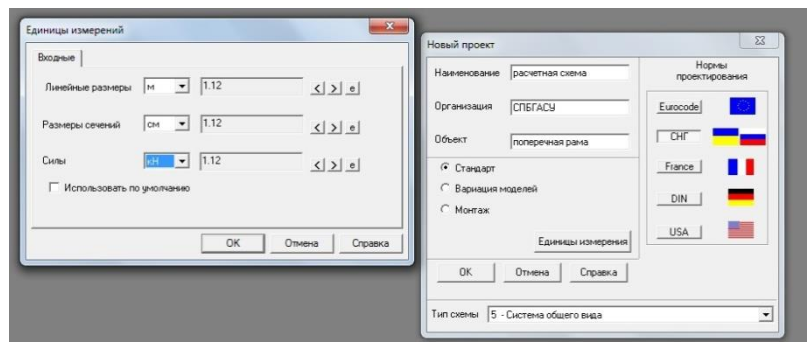 Единицы измерений
Входные
Линейные размеры м 1.12 < > e
Размеры сечений см 1.12 < > e
Силы кН 1.12 < > e
Использовать по умолчанию
OK Отмена Справка
Новый проект
Наименование расчетная схема
Организация СПБГАСУ
Объект поперечная рама
Стандарт
Вариация моделей
Монтаж
Единицы измерения
OK Отмена Справка
Нормы
проектирования
Eurocode
СНГ
France
DIN
USA
Тип схемы 5 - Система общего вида